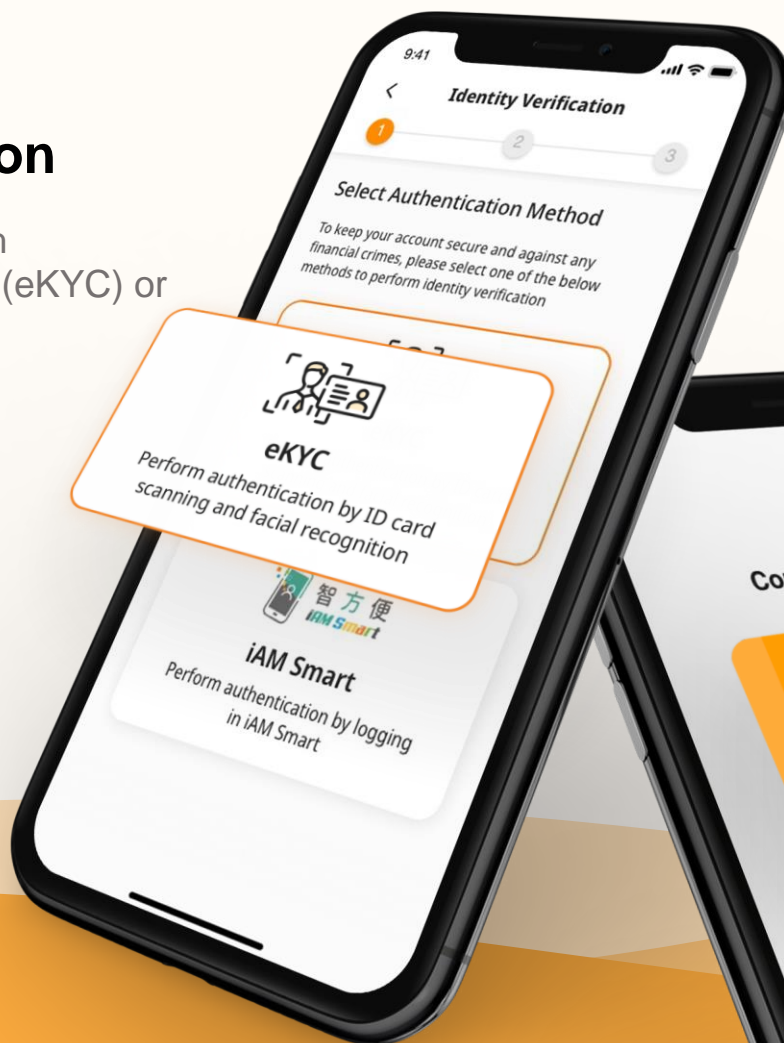 9:41
Identity Verification
1
2
3
on
n
(eKYC) or
Select Authentication Method
To keep your account secure and against any
financial crimes, please select one of the below
methods to perform identity verification
eKYC
Perform authentication by ID card
scanning and facial recognition
智方便
iAM Smart
iAM Smart
Perform authentication by logging
in iAM Smart
Co